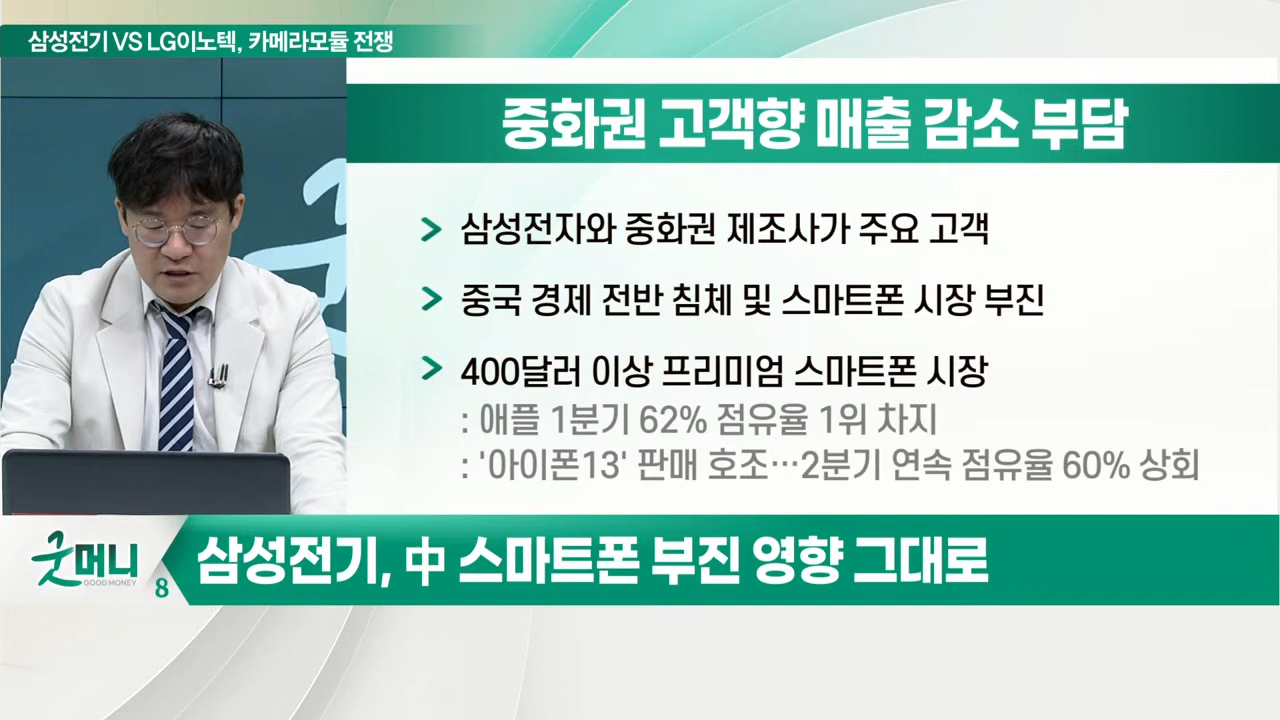 삼성전기 VS LG이노텍, 카메라모듈 전쟁
중화권 고객향 매출 감소 부담
> 삼성전자와 중화권 제조사가 주요 고객
> 중국 경제 전반 침체 및 스마트폰 시장 부진
> 400달러 이상 프리미엄 스마트폰 시장
: 애플 1분기 62% 점유율 1위 차지
: '아이폰13' 판매 호조…2분기 연속 점유율 60% 상회
굿머니
GOOD MONEY
8
삼성전기, 中 스마트폰 부진 영향 그대로